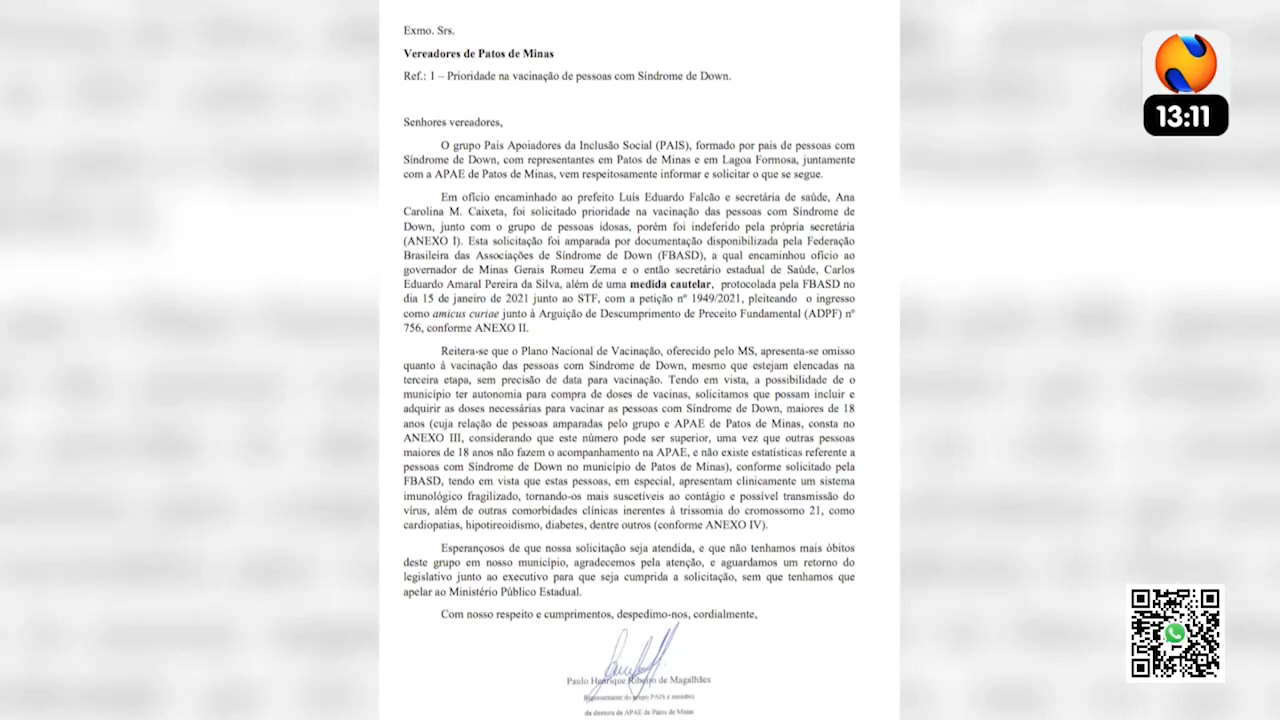 Exmo. Srs.
Vereadores de Patos de Minas
Ref.: 1 – Prioridade na vacinação de pessoas com Síndrome de Down.
Senhores vereadores,
O grupo Pais Apoiadores da Inclusão Social (PAIS), formado por pais de pessoas com
Síndrome de Down, com representantes em Patos de Minas e em Lagoa Formosa, juntamente
com a APAE de Patos de Minas, vem respeitosamente informar e solicitar o que se segue.
Em ofício encaminhado ao prefeito Luís Eduardo Falcão e secretária de saúde, Ana
Carolina M. Caixeta, foi solicitado prioridade na vacinação das pessoas com Síndrome de
Down, junto com o grupo de pessoas idosas, porém foi indeferido pela própria secretária
(ANEXO I). Esta solicitação foi amparada por documentação disponibilizada pela Federação
Brasileira das Associações de Síndrome de Down (FBASD), a qual encaminhou ofício ao
governador de Minas Gerais Romeu Zema e o então secretário estadual de Saúde, Carlos
Eduardo Amaral Pereira da Silva, além de uma medida cautelar, protocolada pela FBASD no
dia 15 de janeiro de 2021 junto ao STF, com a petição nº 1949/2021, pleiteando o ingresso
como amicus curiae junto à Arguição de Descumprimento de Preceito Fundamental (ADPF) nº
756, conforme ANEXO II.
Reitera-se que o Plano Nacional de Vacinação, oferecido pelo MS, apresenta-se omisso
quanto à vacinação das pessoas com Síndrome de Down, mesmo que estejam elencadas na
terceira etapa, sem precisão de data para vacinação. Tendo em vista, a possibilidade de o
município ter autonomia para compra de doses de vacinas, solicitamos que possam incluir e
adquirir as doses necessárias para vacinar as pessoas com Síndrome de Down, maiores de 18
anos (cuja relação de pessoas amparadas pelo grupo e APAE de Patos de Minas, consta no
ANEXO III, considerando que este número pode ser superior, uma vez que outras pessoas
maiores de 18 anos não fazem o acompanhamento na APAE, e não existe estatísticas referente a
pessoas com Síndrome de Down no município de Patos de Minas), conforme solicitado pela
FBASD, tendo em vista que estas pessoas, em especial, apresentam clinicamente um sistema
imunológico fragilizado, tornando-os mais suscetíveis ao contágio e possível transmissão do
vírus, além de outras comorbidades clínicas inerentes à trissomia do cromossomo 21, como
cardiopatias, hipotireoidismo, diabetes, dentre outros (conforme ANEXO IV).
Esperançosos de que nossa solicitação seja atendida, e que não tenhamos mais óbitos
deste grupo em nosso município, agradecemos pela atenção, e aguardamos um retorno do
legislativo junto ao executivo para que seja cumprida a solicitação, sem que tenhamos que
apelar ao Ministério Público Estadual.
Com nosso respeito e cumprimentos, despedimo-nos, cordialmente,
Paulo Henrique Ribeiro de Magalhães
Representante do grupo PAIS e membro
da diretora da APAE de Patos de Minas
13:11